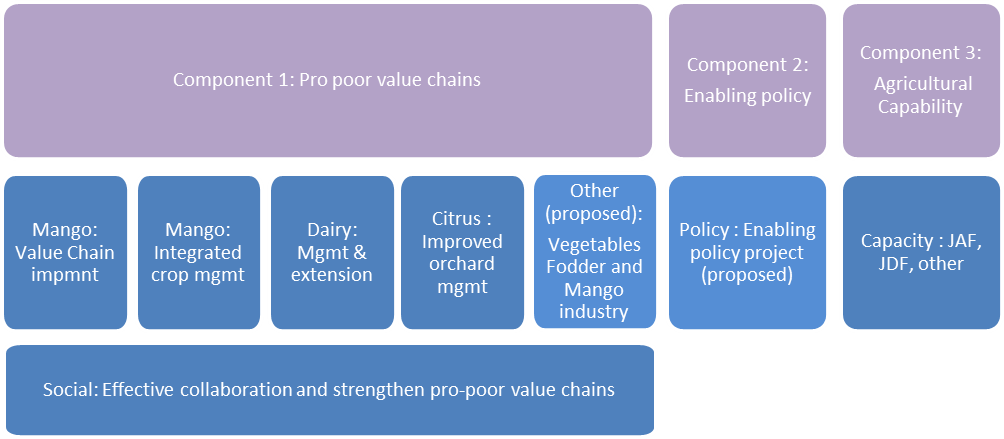 Component 1: Pro poor value chains
Component 2:
Enabling policy
Component 3:
Agricultural
Capability
Mango:
Value Chain
impmnt
Mango:
Integrated
crop mgmt
Dairy:
Mgmt &
extension
Citrus :
Improved
orchard
mgmt
Other
(proposed):
Vegetables
Fodder and
Mango
industry
Policy : Enabling
policy project
(proposed)
Capacity : JAF,
JDF, other
Social: Effective collaboration and strengthen pro-poor value chains